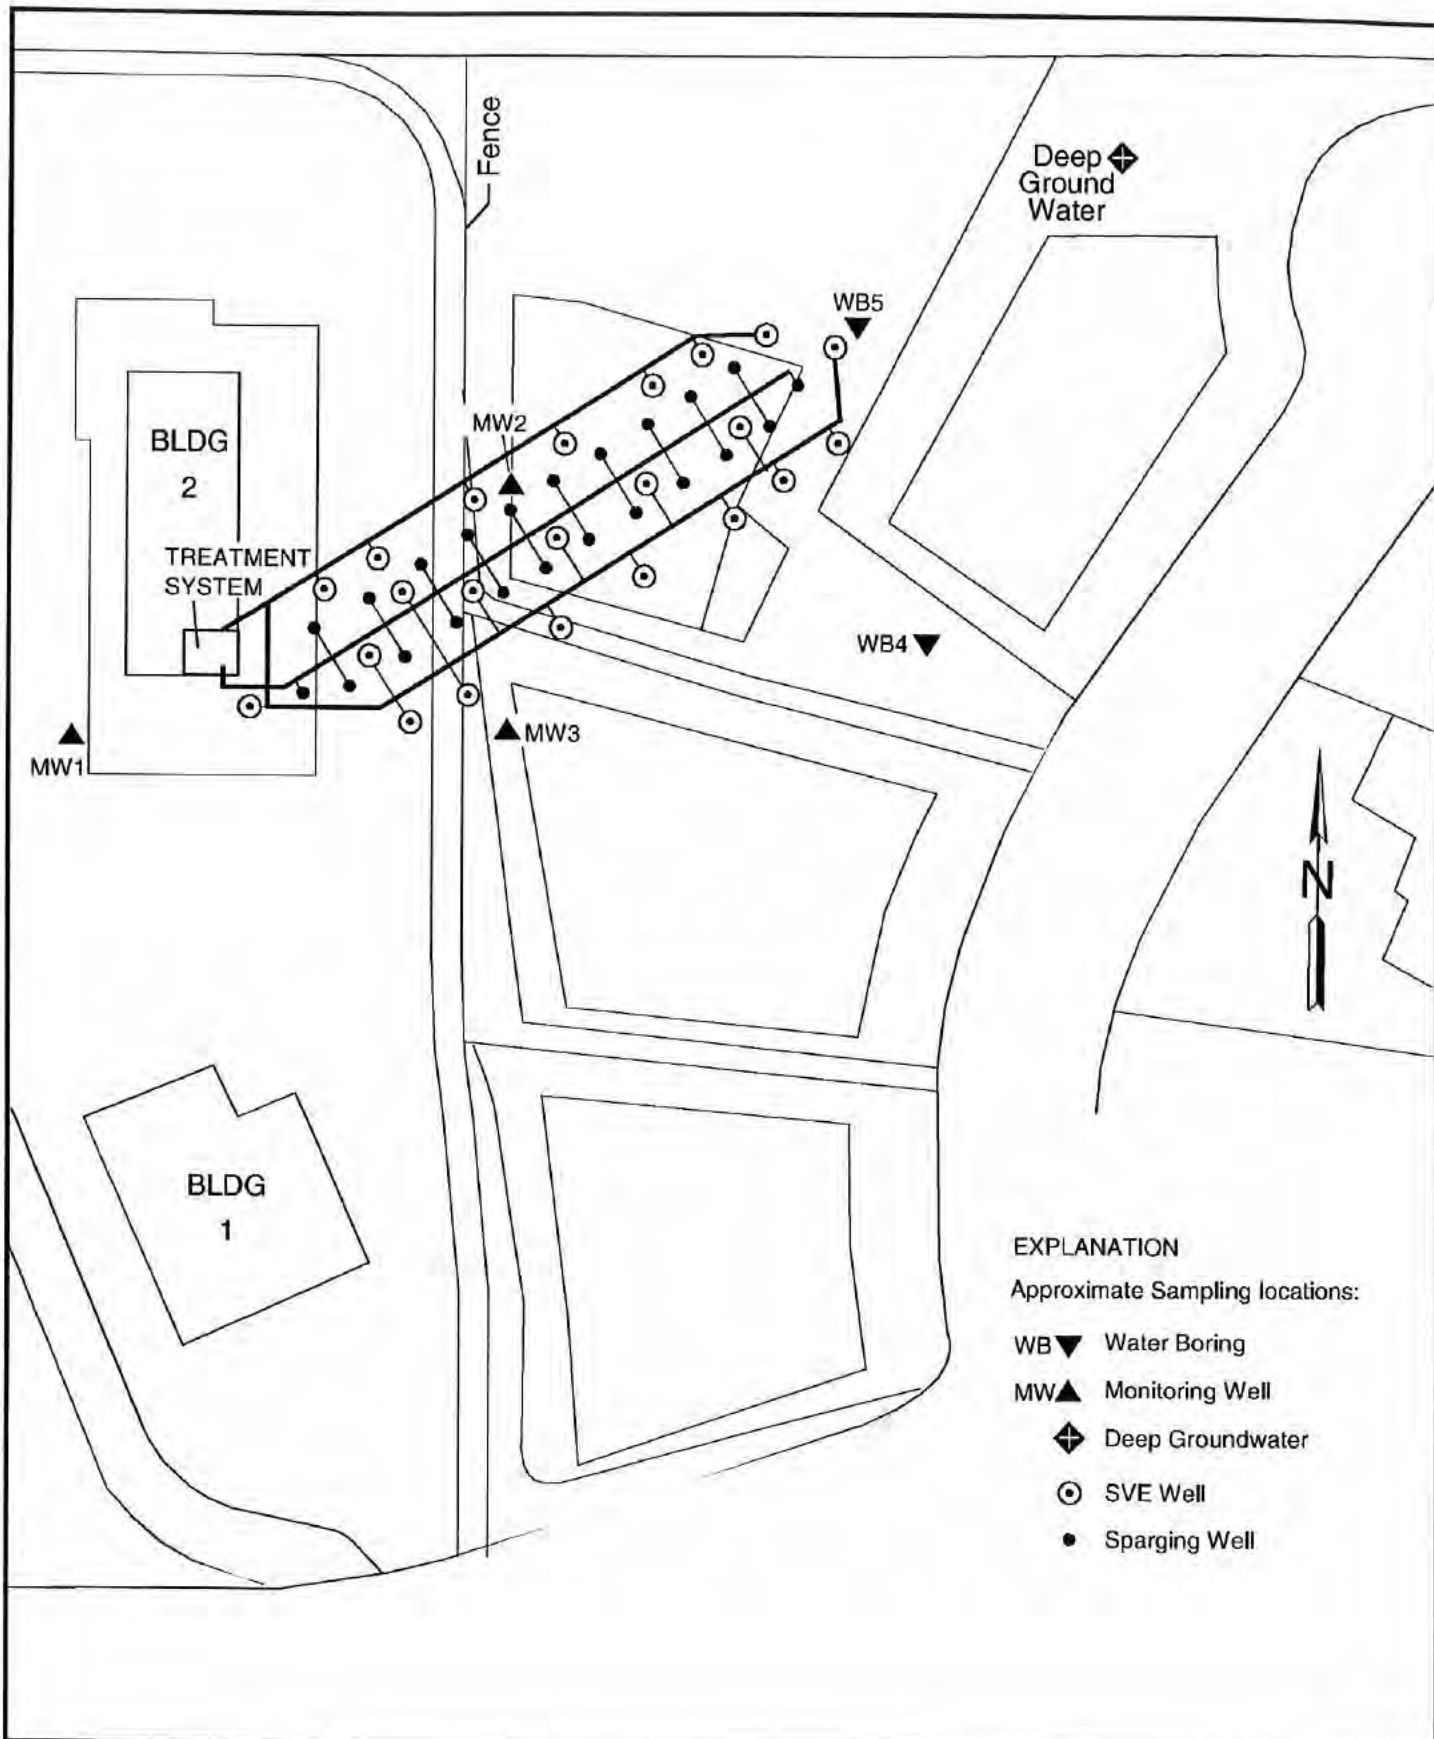 Fence
Deep
Ground
Water
WB5
MW2
BLDG
2
TREATMENT
SYSTEM
WB4
MW3
MW1
N
BLDG
1
EXPLANATION
Approximate Sampling locations:
WB Water Boring
MW Monitoring Well
Deep Groundwater
SVE Well
Sparging Well